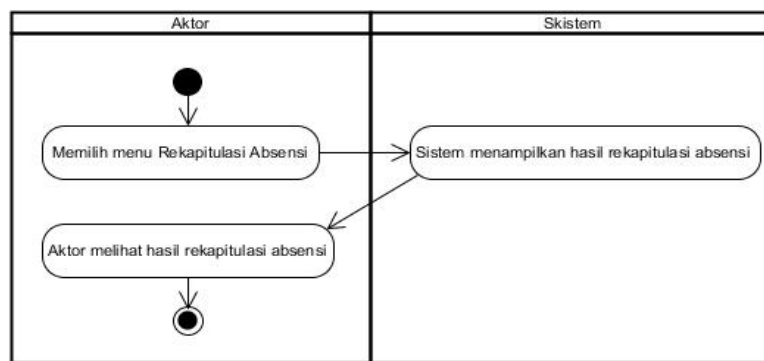 Aktor
Skistem
Memilih menu Rekapitulasi Absensi
Sistem menampilkan hasil rekapitulasi absensi
Aktor melihat hasil rekapitulasi absensi